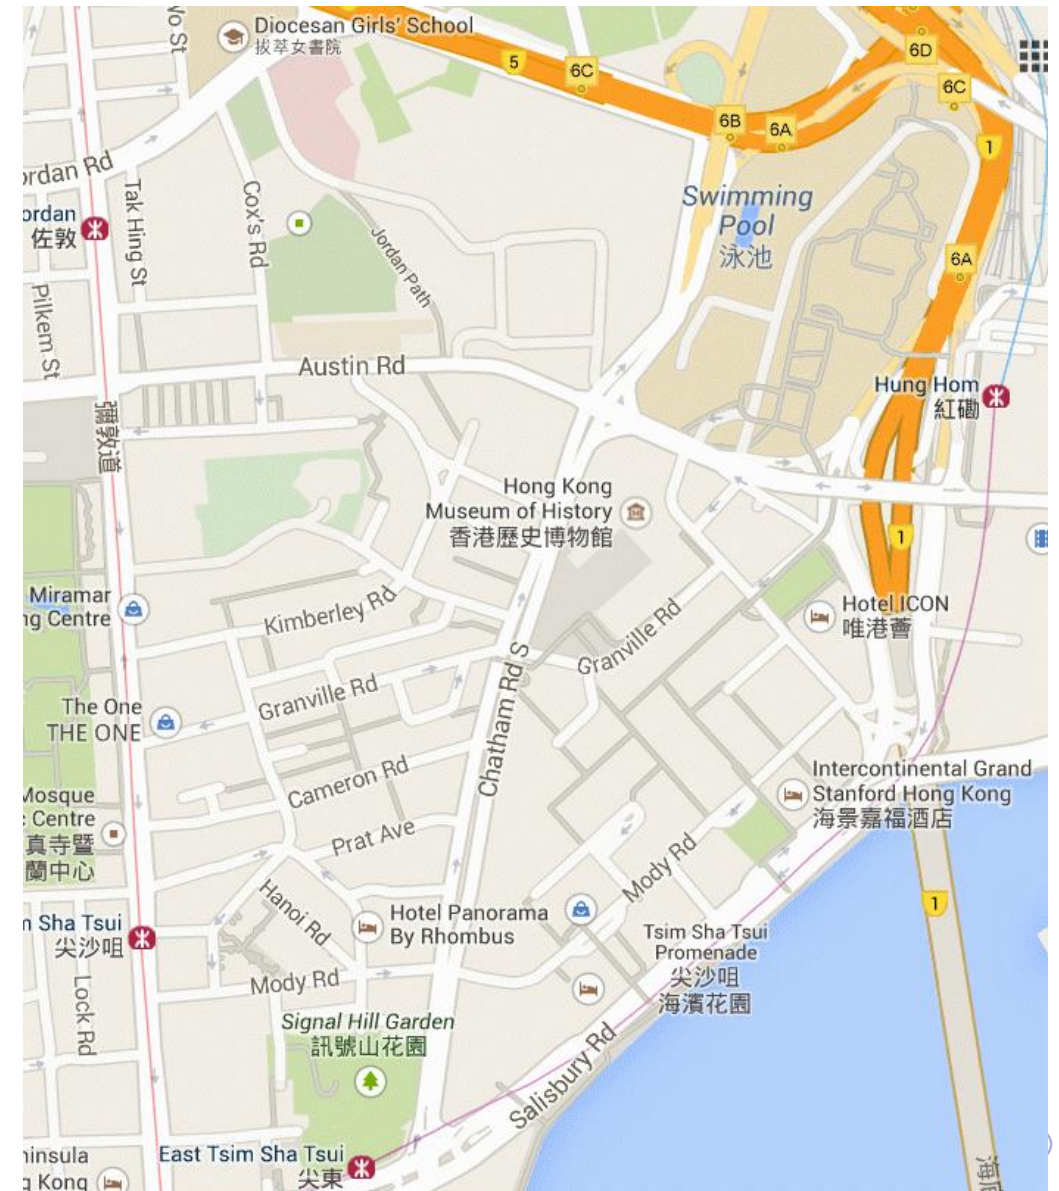 Wo St
Diocesan Girls' School
拔萃女書院
5
6C
6D
6C
6B
6A
1
ordan Rd
Tak Hing St
Cox's Rd
Swimming
Pool
泳池
ordan
佐敦
Jordan Path
6A
Pilkem St
Austin Rd
Hung Hom
紅磡
彌敦道
Hong Kong
Museum of History
香港歷史博物館
1
Miramar
ng Centre
Kimberley Rd
Hotel ICON
唯港薈
Granville Rd
The One
THE ONE
Granville Rd
Chatham Rd S
Cameron Rd
Intercontinental Grand
Stanford Hong Kong
海景嘉福酒店
Mosque
c Centre
真寺暨
蘭中心
Prat Ave
Mody Rd
Hanoi Rd
Hotel Panorama
By Rhombus
1
m Sha Tsui
尖沙咀
Tsim Sha Tsui
Promenade
尖沙咀
海濱花園
Mody Rd
Lock Rd
Signal Hill Garden
訊號山花園
Salisbury Rd
East Tsim Sha Tsui
尖東
ninsula
g Kong
海底